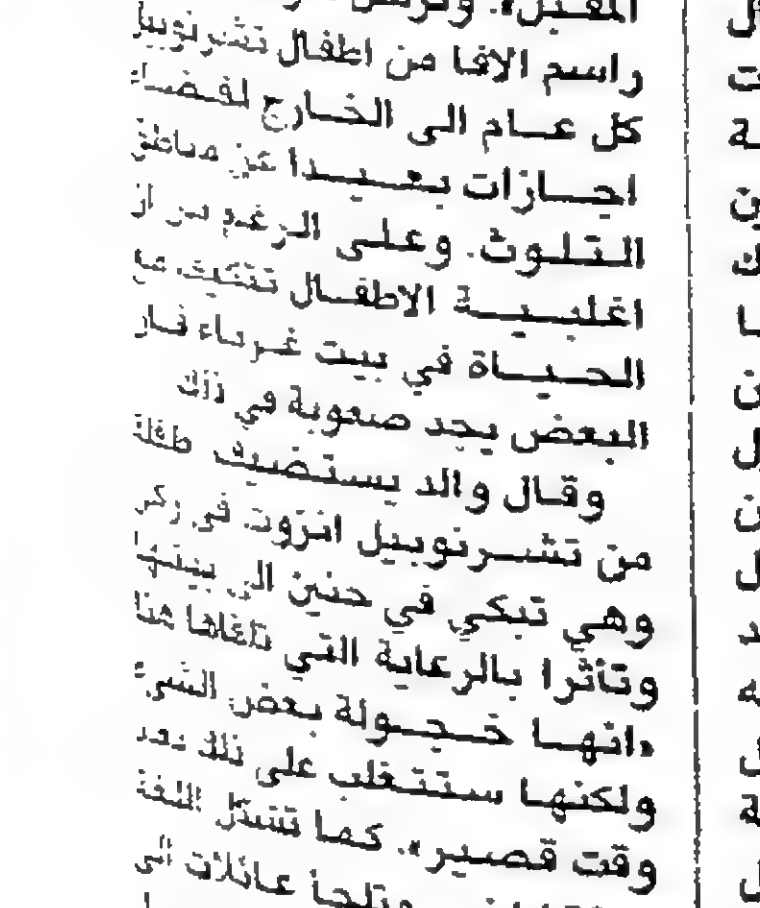 المقبل».
راسم الافا من اطفال تشرنوبيل
كل عام الى الخارج لقضاء
اجازات بعيدا عن مناطق
التلوث. وعلى الرغم من ان
اغلبية الاطفال تتكيف مع
الحياة في بيت غرباء فان
البعض يجد صعوبة في ذلك
وقال والد يستضيف طفلة
من تشرنوبيل انزوت في ركن
وهي تبكي في حنين الى بيتها
وتأثرا بالرعاية التي تلقاها هنا
«انها خجولة بعض الشيء
ولكنها ستتغلب على ذلك بعد
وقت قصير». كما تشكل اللغة
وتلجأ عائلات الى